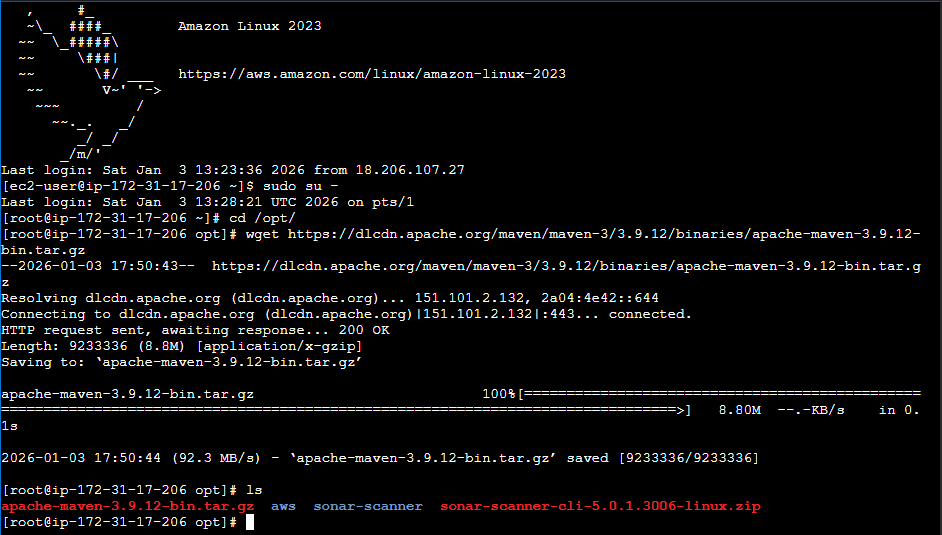 ,     #_
   ~\_  ####_        Amazon Linux 2023
  ~~  \_#####\
  ~~     \###|
  ~~       \#/ ___   https://aws.amazon.com/linux/amazon-linux-2023
   ~~       V~' '->
    ~~~         /
      ~~._.   _/
         _/ _/
       _/m/'
Last login: Sat Jan  3 13:23:36 2026 from 18.206.107.27
[ec2-user@ip-172-31-17-206 ~]$ sudo su -
Last login: Sat Jan  3 13:28:21 UTC 2026 on pts/1
[root@ip-172-31-17-206 ~]# cd /opt/
[root@ip-172-31-17-206 opt]# wget https://dlcdn.apache.org/maven/maven-3/3.9.12/binaries/apache-maven-3.9.12-
bin.tar.gz
--2026-01-03 17:50:43--  https://dlcdn.apache.org/maven/maven-3/3.9.12/binaries/apache-maven-3.9.12-bin.tar.g
z
Resolving dlcdn.apache.org (dlcdn.apache.org)... 151.101.2.132, 2a04:4e42::644
Connecting to dlcdn.apache.org (dlcdn.apache.org)|151.101.2.132|:443... connected.
HTTP request sent, awaiting response... 200 OK
Length: 9233336 (8.8M) [application/x-gzip]
Saving to: ‘apache-maven-3.9.12-bin.tar.gz’
apache-maven-3.9.12-bin.tar.gz                           100%[===============================================
================================================================================>]   8.80M  --.-KB/s    in 0.
1s
2026-01-03 17:50:44 (92.3 MB/s) - ‘apache-maven-3.9.12-bin.tar.gz’ saved [9233336/9233336]
[root@ip-172-31-17-206 opt]# ls
apache-maven-3.9.12-bin.tar.gz  aws  sonar-scanner  sonar-scanner-cli-5.0.1.3006-linux.zip
[root@ip-172-31-17-206 opt]#